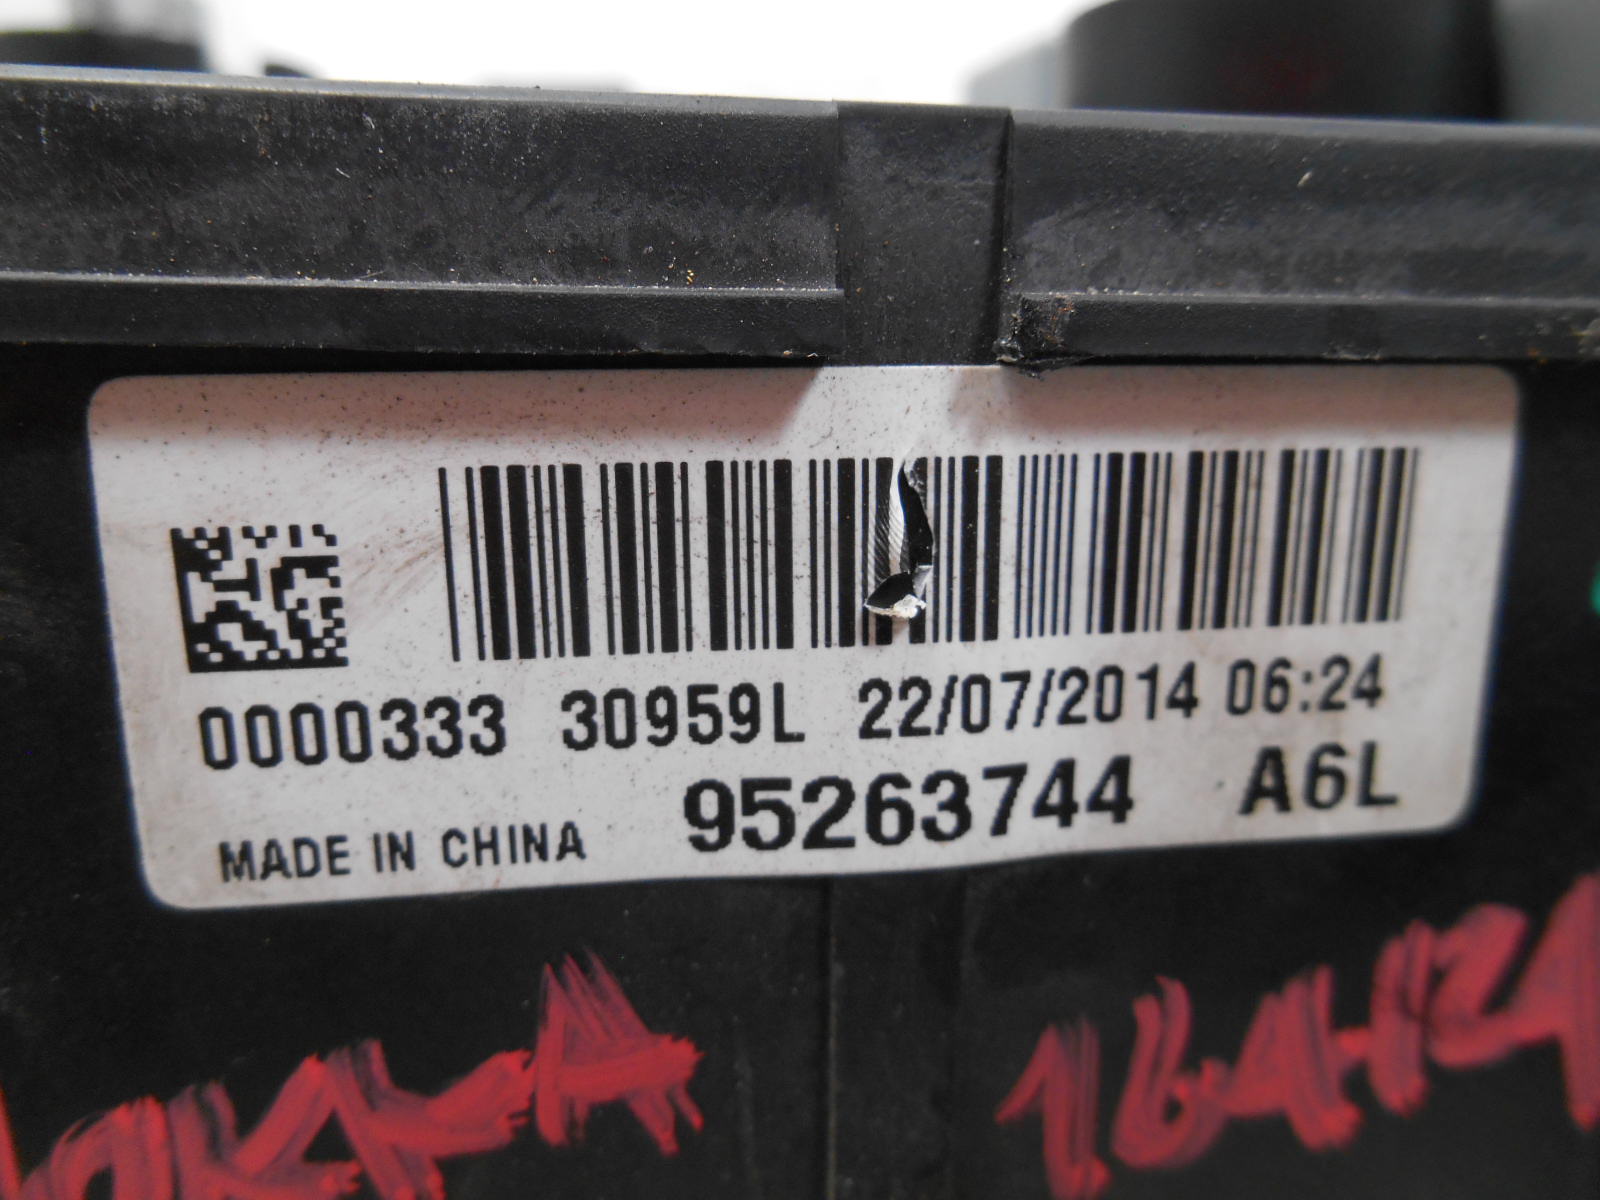 0000333 30959L 22/07/2014 06:24
MADE IN CHINA 95263744 A6L